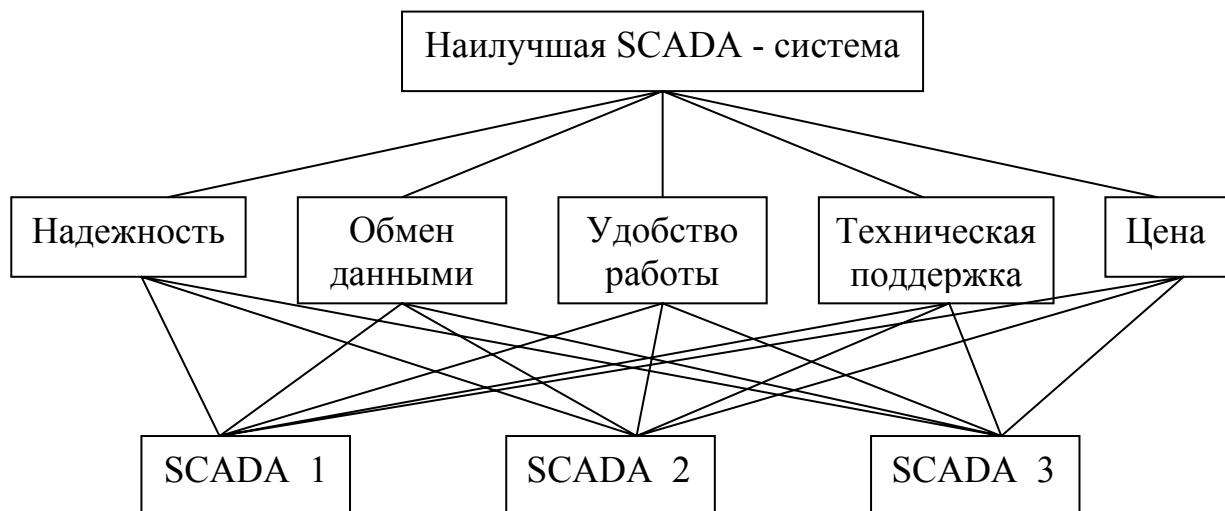 Наилучшая SCADA - система
Надежность
Обмен
данными
Удобство
работы
Техническая
поддержка
Цена
SCADA 1
SCADA 2
SCADA 3